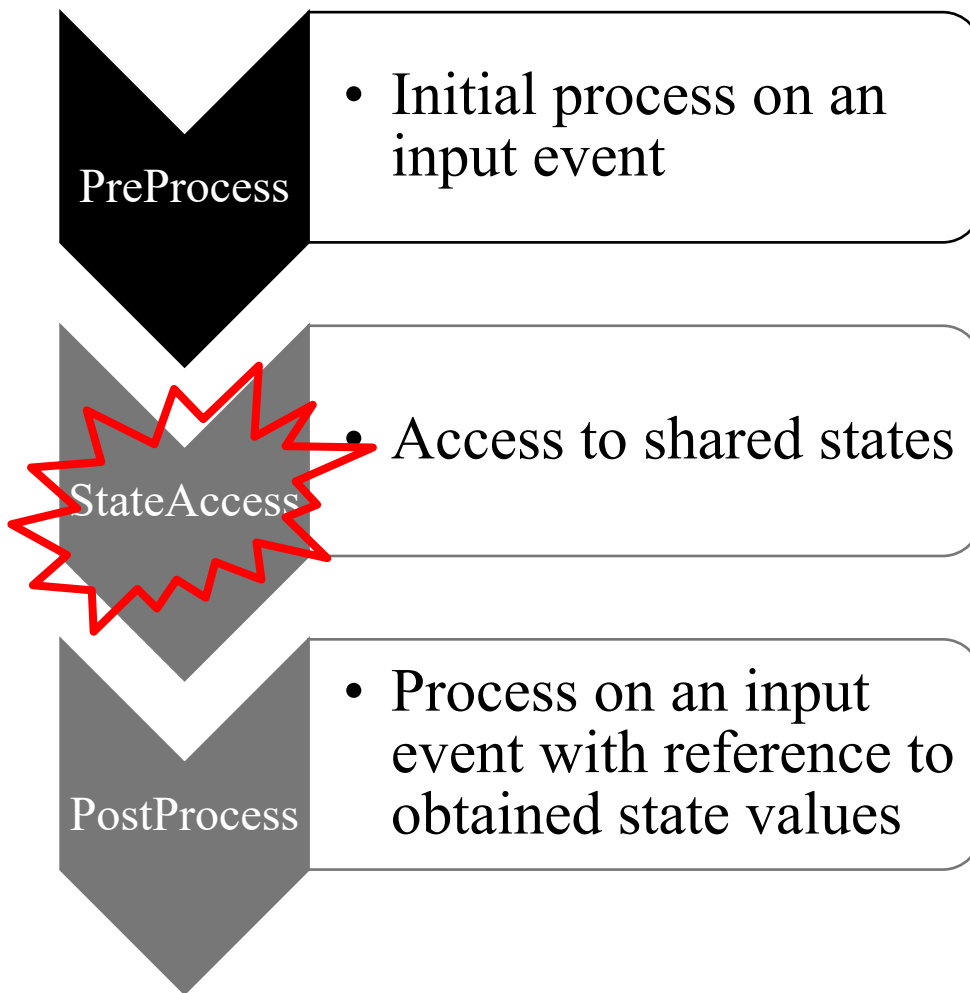 PreProcess
• Initial process on an
input event
StateAccess
• Access to shared states
PostProcess
• Process on an input
event with reference to
obtained state values